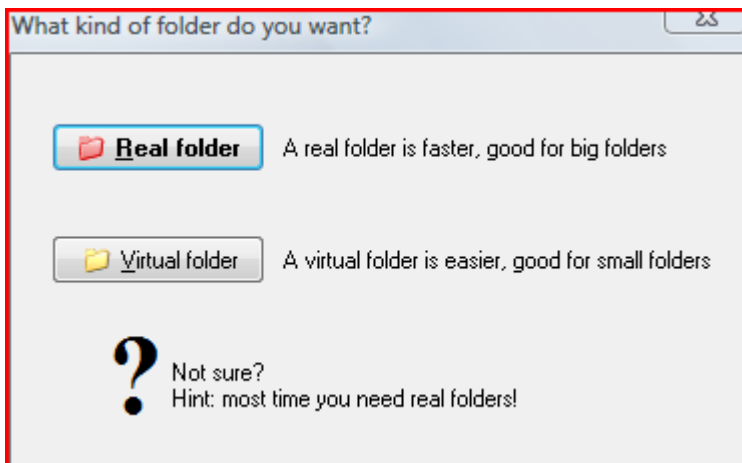 What kind of folder do you want?
Real folder A real folder is faster, good for big folders
Virtual folder A virtual folder is easier, good for small folders
?
Not sure?
Hint: most time you need real folders!